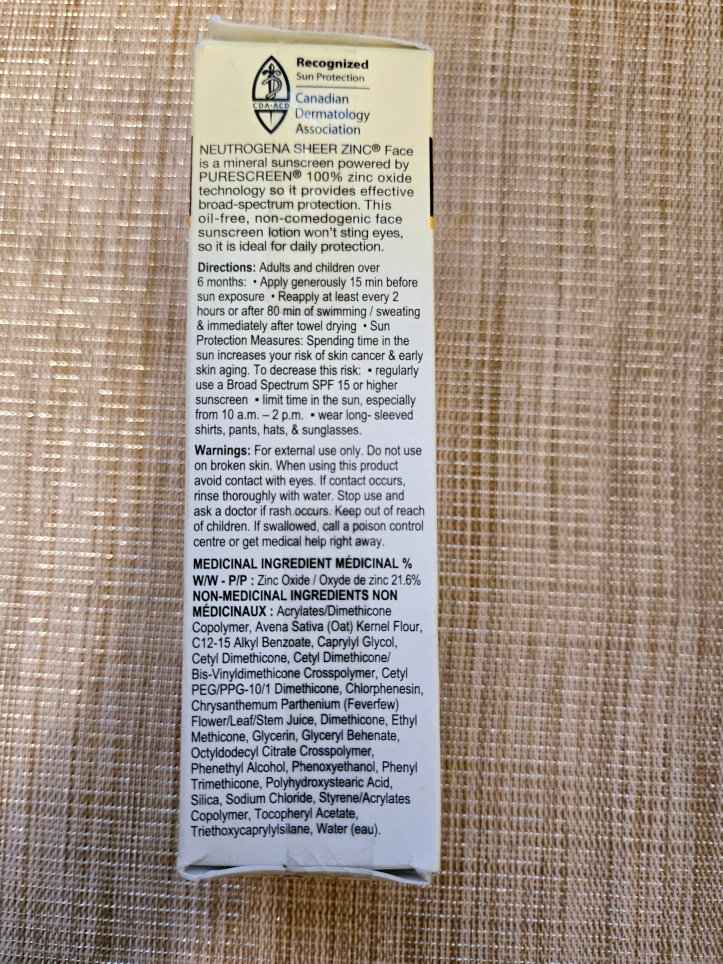 Recognized
Sun Protection
CDA-ACD
Canadian
Dermatology
Association
NEUTROGENA SHEER ZINC® Face
is a mineral sunscreen powered by
PURESCREEN® 100% zinc oxide
technology so it provides effective
broad-spectrum protection. This
oil-free, non-comedogenic face
sunscreen lotion won't sting eyes,
so it is ideal for daily protection.
Directions: Adults and children over
6 months: • Apply generously 15 min before
sun exposure • Reapply at least every 2
hours or after 80 min of swimming / sweating
& immediately after towel drying • Sun
Protection Measures: Spending time in the
sun increases your risk of skin cancer & early
skin aging. To decrease this risk: • regularly
use a Broad Spectrum SPF 15 or higher
sunscreen • limit time in the sun, especially
from 10 a.m. – 2 p.m. • wear long- sleeved
shirts, pants, hats, & sunglasses.
Warnings: For external use only. Do not use
on broken skin. When using this product
avoid contact with eyes. If contact occurs,
rinse thoroughly with water. Stop use and
ask a doctor if rash occurs. Keep out of reach
of children. If swallowed, call a poison control
centre or get medical help right away.
MEDICINAL INGREDIENT MÉDICINAL %
W/W - P/P : Zinc Oxide / Oxyde de zinc 21.6%
NON-MEDICINAL INGREDIENTS NON
MÉDICINAUX : Acrylates/Dimethicone
Copolymer, Avena Sativa (Oat) Kernel Flour,
C12-15 Alkyl Benzoate, Caprylyl Glycol,
Cetyl Dimethicone, Cetyl Dimethicone/
Bis-Vinyldimethicone Crosspolymer, Cetyl
PEG/PPG-10/1 Dimethicone, Chlorphenesin,
Chrysanthemum Parthenium (Feverfew)
Flower/Leaf/Stem Juice, Dimethicone, Ethyl
Methicone, Glycerin, Glyceryl Behenate,
Octyldodecyl Citrate Crosspolymer,
Phenethyl Alcohol, Phenoxyethanol, Phenyl
Trimethicone, Polyhydroxystearic Acid,
Silica, Sodium Chloride, Styrene/Acrylates
Copolymer, Tocopheryl Acetate,
Triethoxycaprylylsilane, Water (eau).